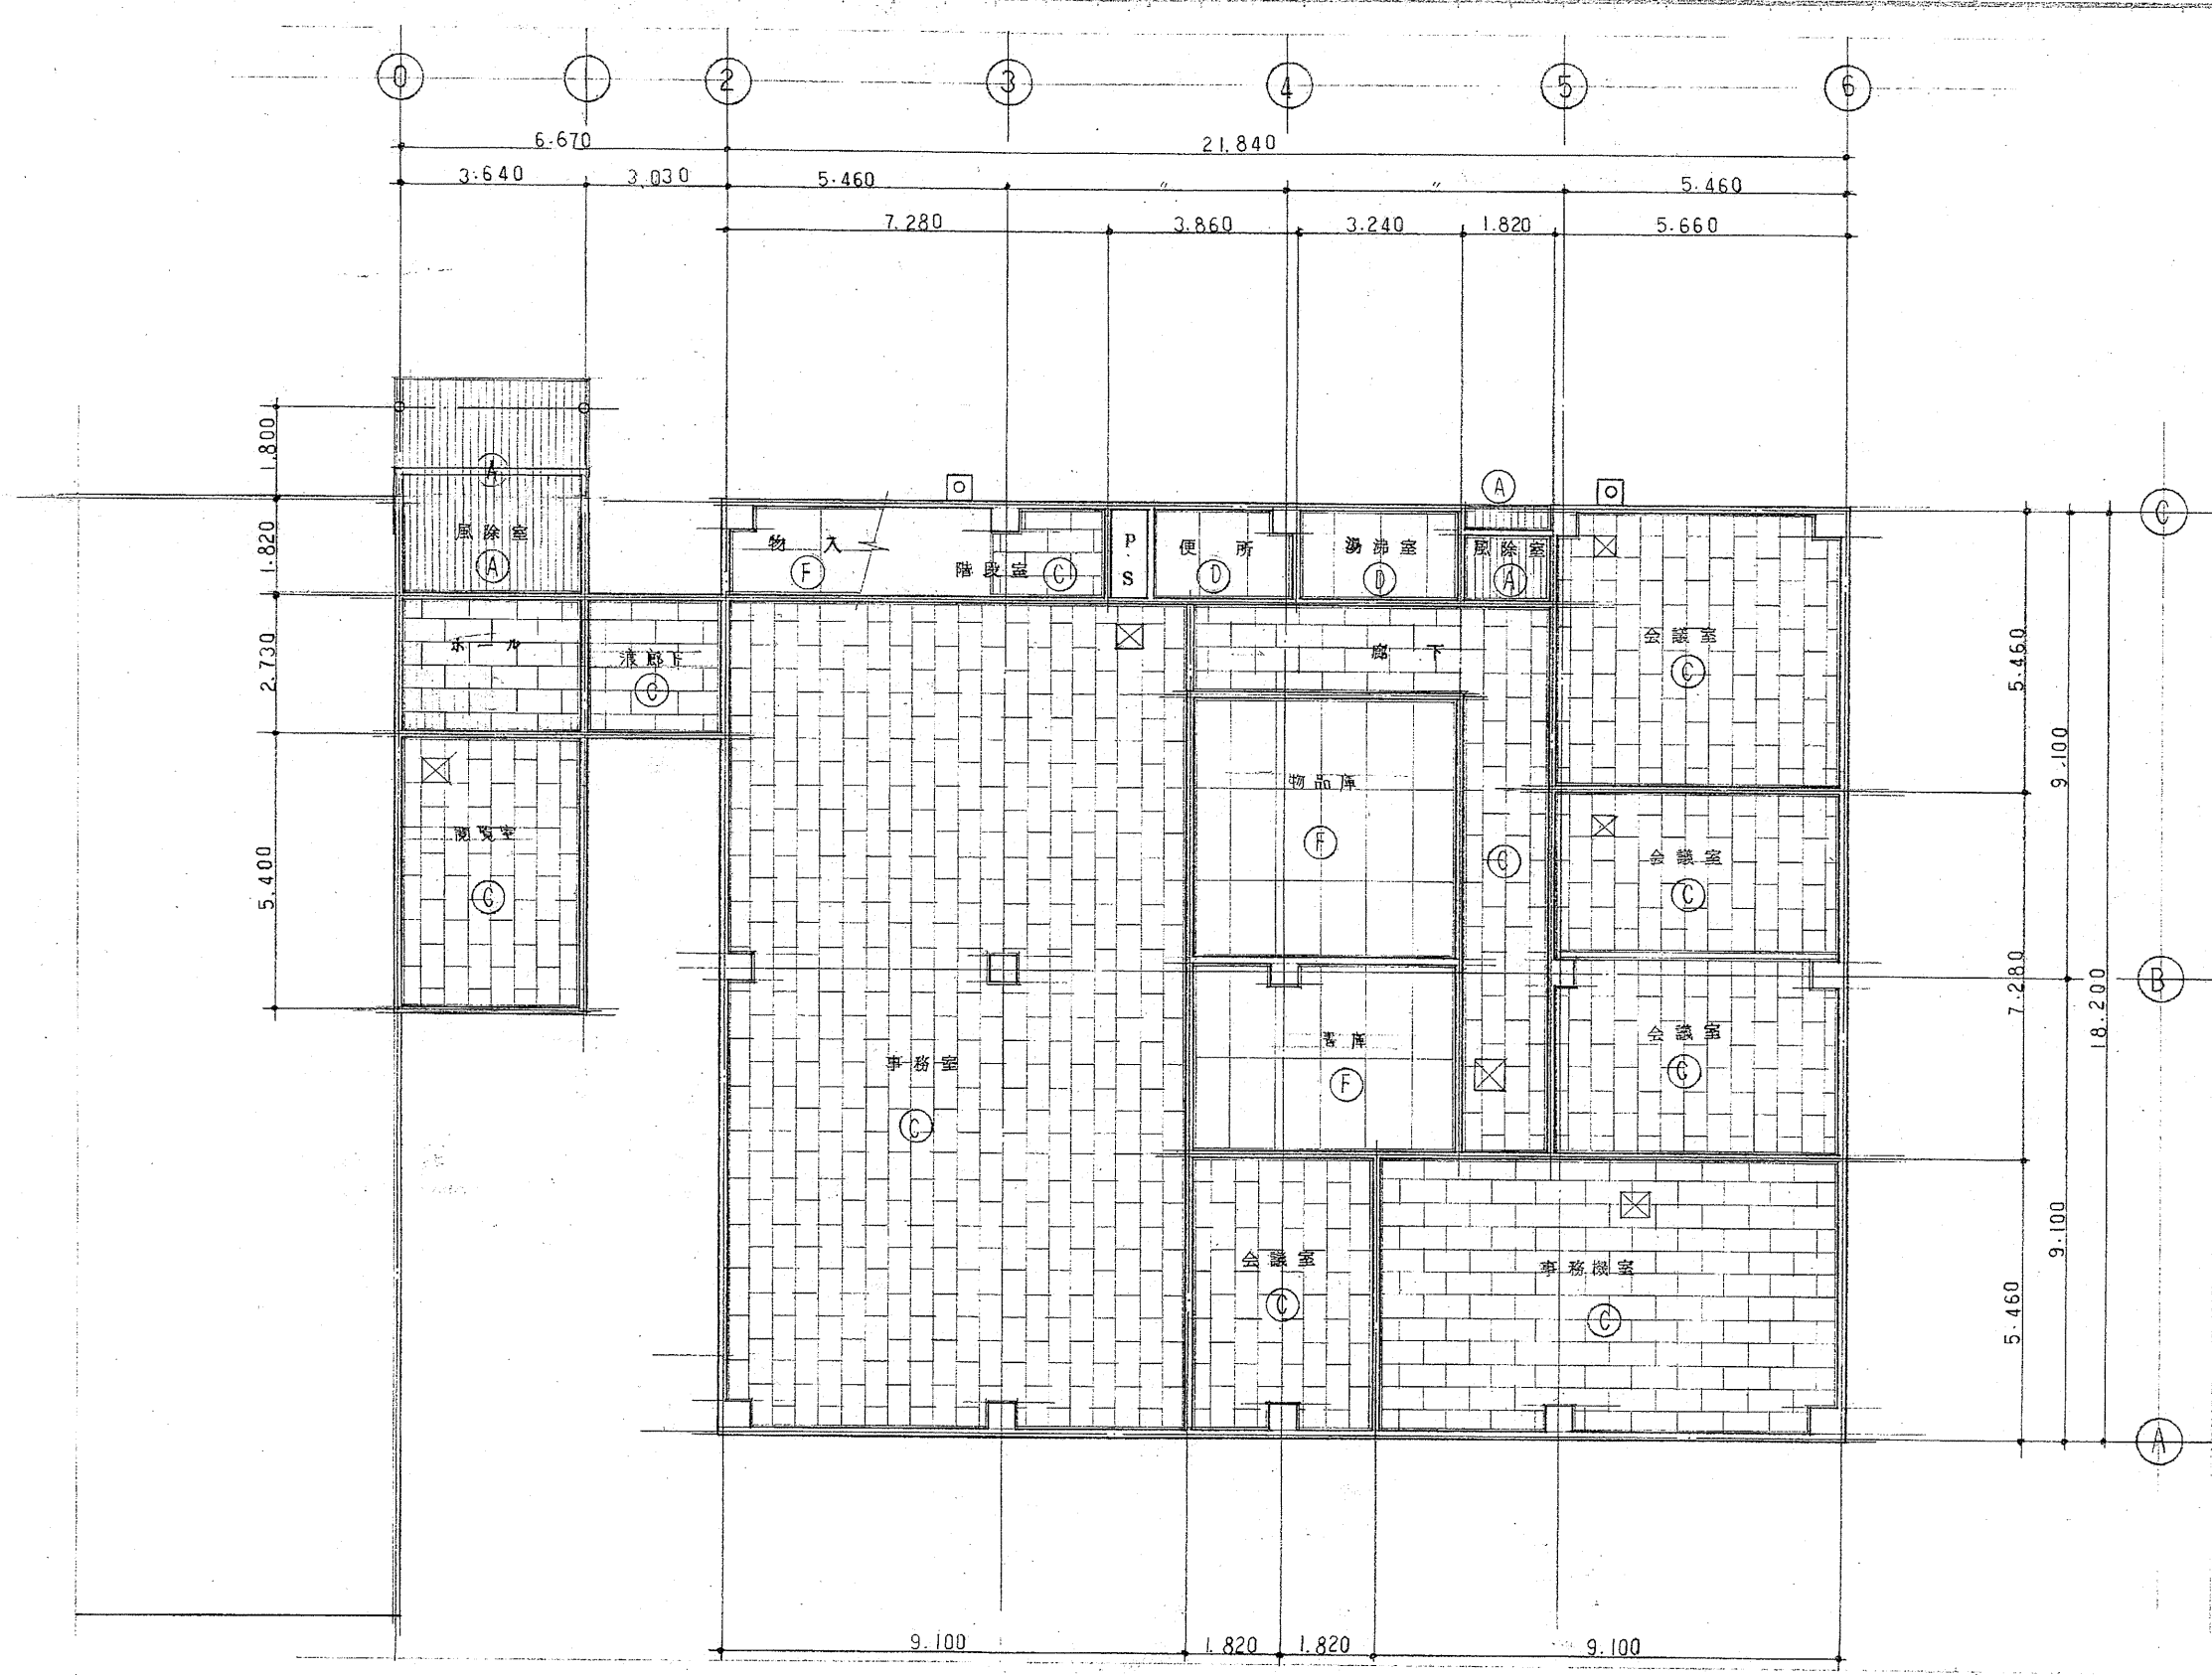 0 2 3 4 5 6
6.670 21.840
3.640 3.030 5.460 〃 〃 5.460
7.280 3.860 3.240 1.820 5.660
1.800
1.820
2.730
5.400
A
風除室
A
ホール
渡廊下
C
閲覧室
C
物入
F
階段室 C
P.S
便所
D
湯沸室
D
A
風除室
A
廊下
C
会議室
C
物品庫
F
会議室
C
書庫
F
会議室
C
事務室
C
会議室
C
事務機室
C
5.460
7.280
5.460
9.100
9.100
18.200
C
B
A
9.100 1.820 1.820 9.100